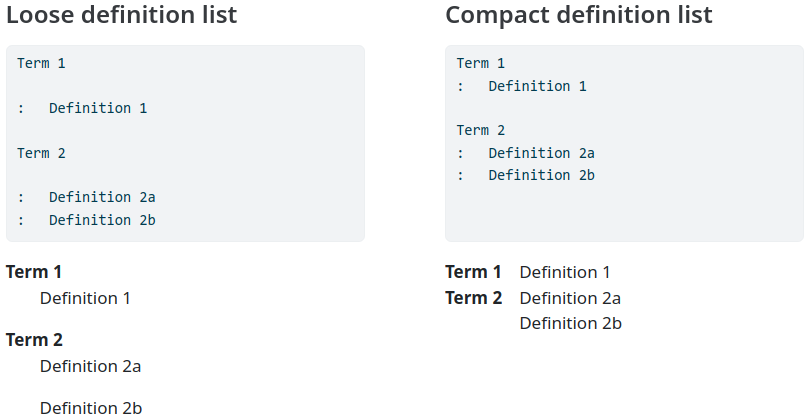 Loose definition list
Term 1
:   Definition 1
Term 2
:   Definition 2a
:   Definition 2b
Term 1
Definition 1
Term 2
Definition 2a
Definition 2b
Compact definition list
Term 1
:   Definition 1
Term 2
:   Definition 2a
:   Definition 2b
Term 1 Definition 1
Term 2 Definition 2a
Definition 2b